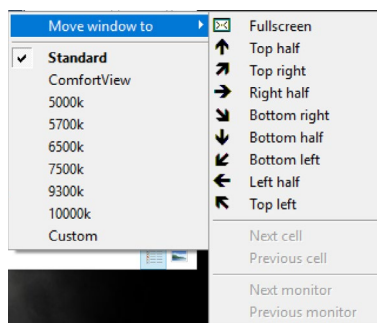 Move window to
Standard
ComfortView
5000k
5700k
6500k
7500k
9300k
10000k
Custom
Fullscreen
Top half
Top right
Right half
Bottom right
Bottom half
Bottom left
Left half
Top left
Next cell
Previous cell
Next monitor
Previous monitor